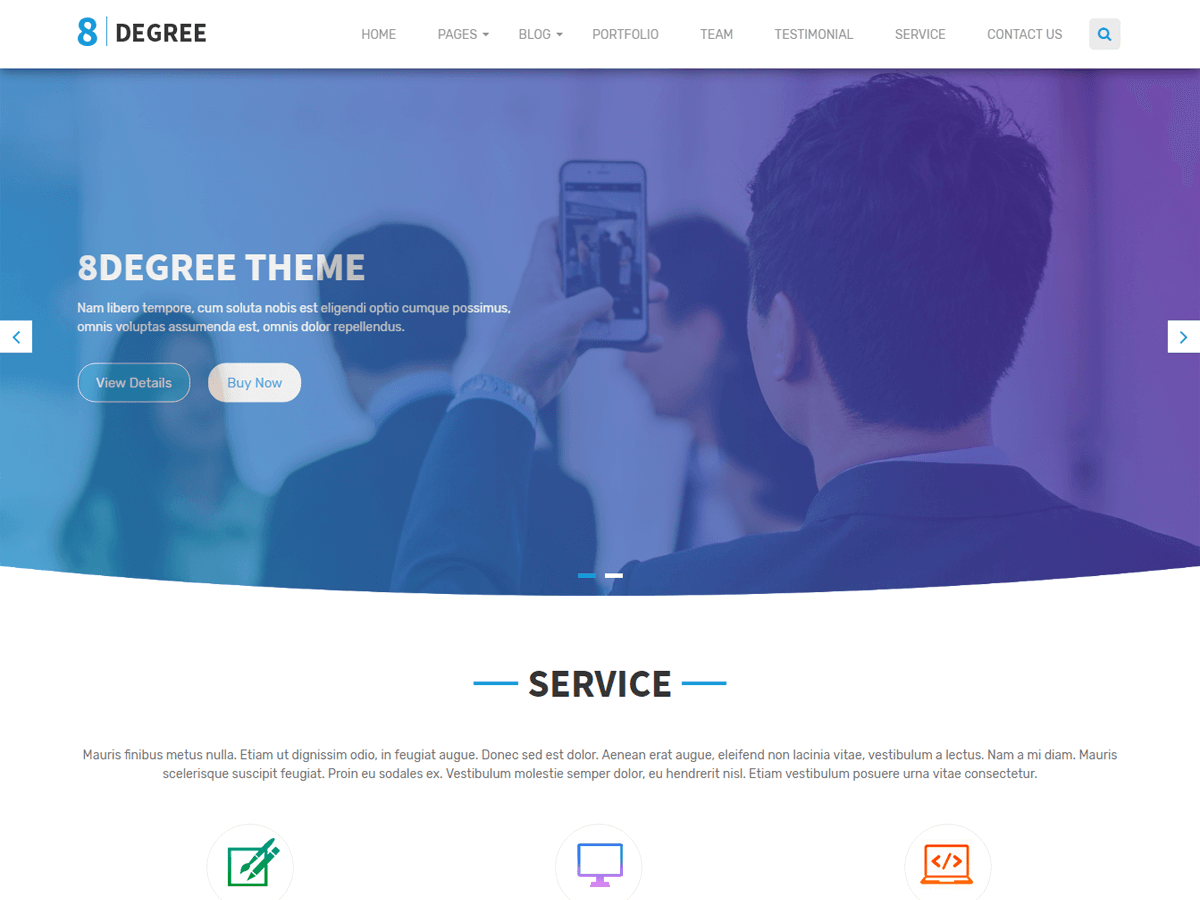 8 DEGREE
HOME PAGES BLOG PORTFOLIO TEAM TESTIMONIAL SERVICE CONTACT US
8DEGREE THEME
Nam libero tempore, cum soluta nobis est eligendi optio cumque possimus,
omnis voluptas assumenda est, omnis dolor repellendus.
View Details Buy Now
SERVICE
Mauris finibus metus nulla. Etiam ut dignissim odio, in feugiat augue. Donec sed est dolor. Aenean erat augue, eleifend non lacinia vitae, vestibulum a lectus. Nam a mi diam. Mauris
scelerisque suscipit feugiat. Proin eu sodales ex. Vestibulum molestie semper dolor, eu hendrerit nisl. Etiam vestibulum posuere urna vitae consectetur.